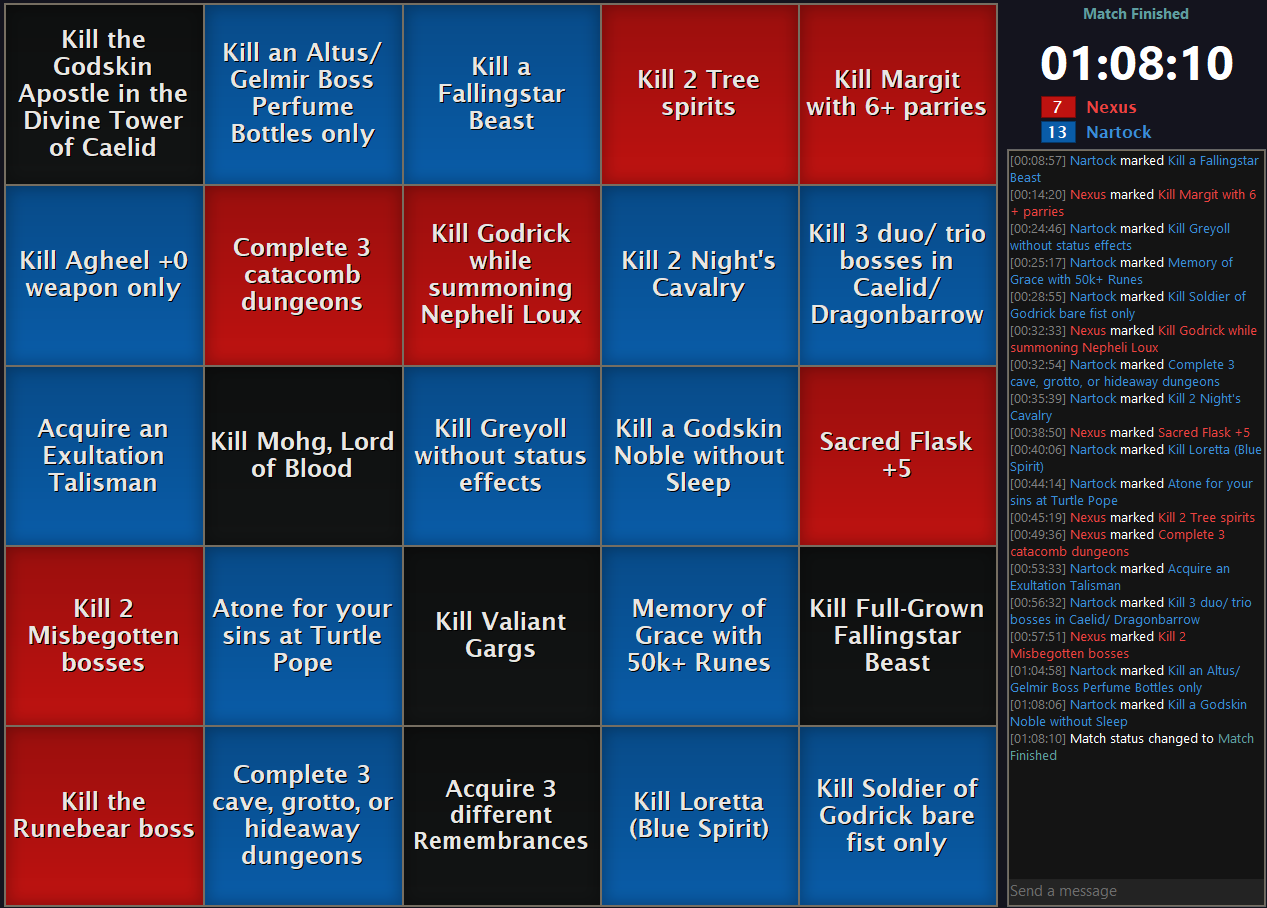 Kill the
Godskin
Apostle in the
Divine Tower
of Caelid
Kill an Altus/
Gelmir Boss
Perfume
Bottles only
Kill a
Fallingstar
Beast
Kill 2 Tree
spirits
Kill Margit
with 6+ parries
Kill Agheel +0
weapon only
Complete 3
catacomb
dungeons
Kill Godrick
while
summoning
Nepheli Loux
Kill 2 Night's
Cavalry
Kill 3 duo/ trio
bosses in
Caelid/
Dragonbarrow
Acquire an
Exultation
Talisman
Kill Mohg, Lord
of Blood
Kill Greyoll
without status
effects
Kill a Godskin
Noble without
Sleep
Sacred Flask
+5
Kill 2
Misbegotten
bosses
Atone for your
sins at Turtle
Pope
Kill Valiant
Gargs
Memory of
Grace with
50k+ Runes
Kill Full-Grown
Fallingstar
Beast
Kill the
Runebear boss
Complete 3
cave, grotto, or
hideaway
dungeons
Acquire 3
different
Remembrances
Kill Loretta
(Blue Spirit)
Kill Soldier of
Godrick bare
fist only
Match Finished
01:08:10
7 Nexus
13 Nartock
[00:08:57] Nartock marked Kill a Fallingstar
Beast
[00:14:20] Nexus marked Kill Margit with 6
+ parries
[00:24:46] Nartock marked Kill Greyoll
without status effects
[00:25:17] Nartock marked Memory of
Grace with 50k+ Runes
[00:28:55] Nartock marked Kill Soldier of
Godrick bare fist only
[00:32:33] Nexus marked Kill Godrick while
summoning Nepheli Loux
[00:32:54] Nartock marked Complete 3
cave, grotto, or hideaway dungeons
[00:35:39] Nartock marked Kill 2 Night's
Cavalry
[00:38:50] Nexus marked Sacred Flask +5
[00:40:06] Nartock marked Kill Loretta (Blue
Spirit)
[00:44:14] Nartock marked Atone for your
sins at Turtle Pope
[00:45:19] Nexus marked Kill 2 Tree spirits
[00:49:36] Nexus marked Complete 3
catacomb dungeons
[00:53:33] Nartock marked Acquire an
Exultation Talisman
[00:56:32] Nartock marked Kill 3 duo/ trio
bosses in Caelid/ Dragonbarrow
[00:57:51] Nexus marked Kill 2
Misbegotten bosses
[01:04:58] Nartock marked Kill an Altus/
Gelmir Boss Perfume Bottles only
[01:08:06] Nartock marked Kill a Godskin
Noble without Sleep
[01:08:10] Match status changed to Match
Finished
Send a message